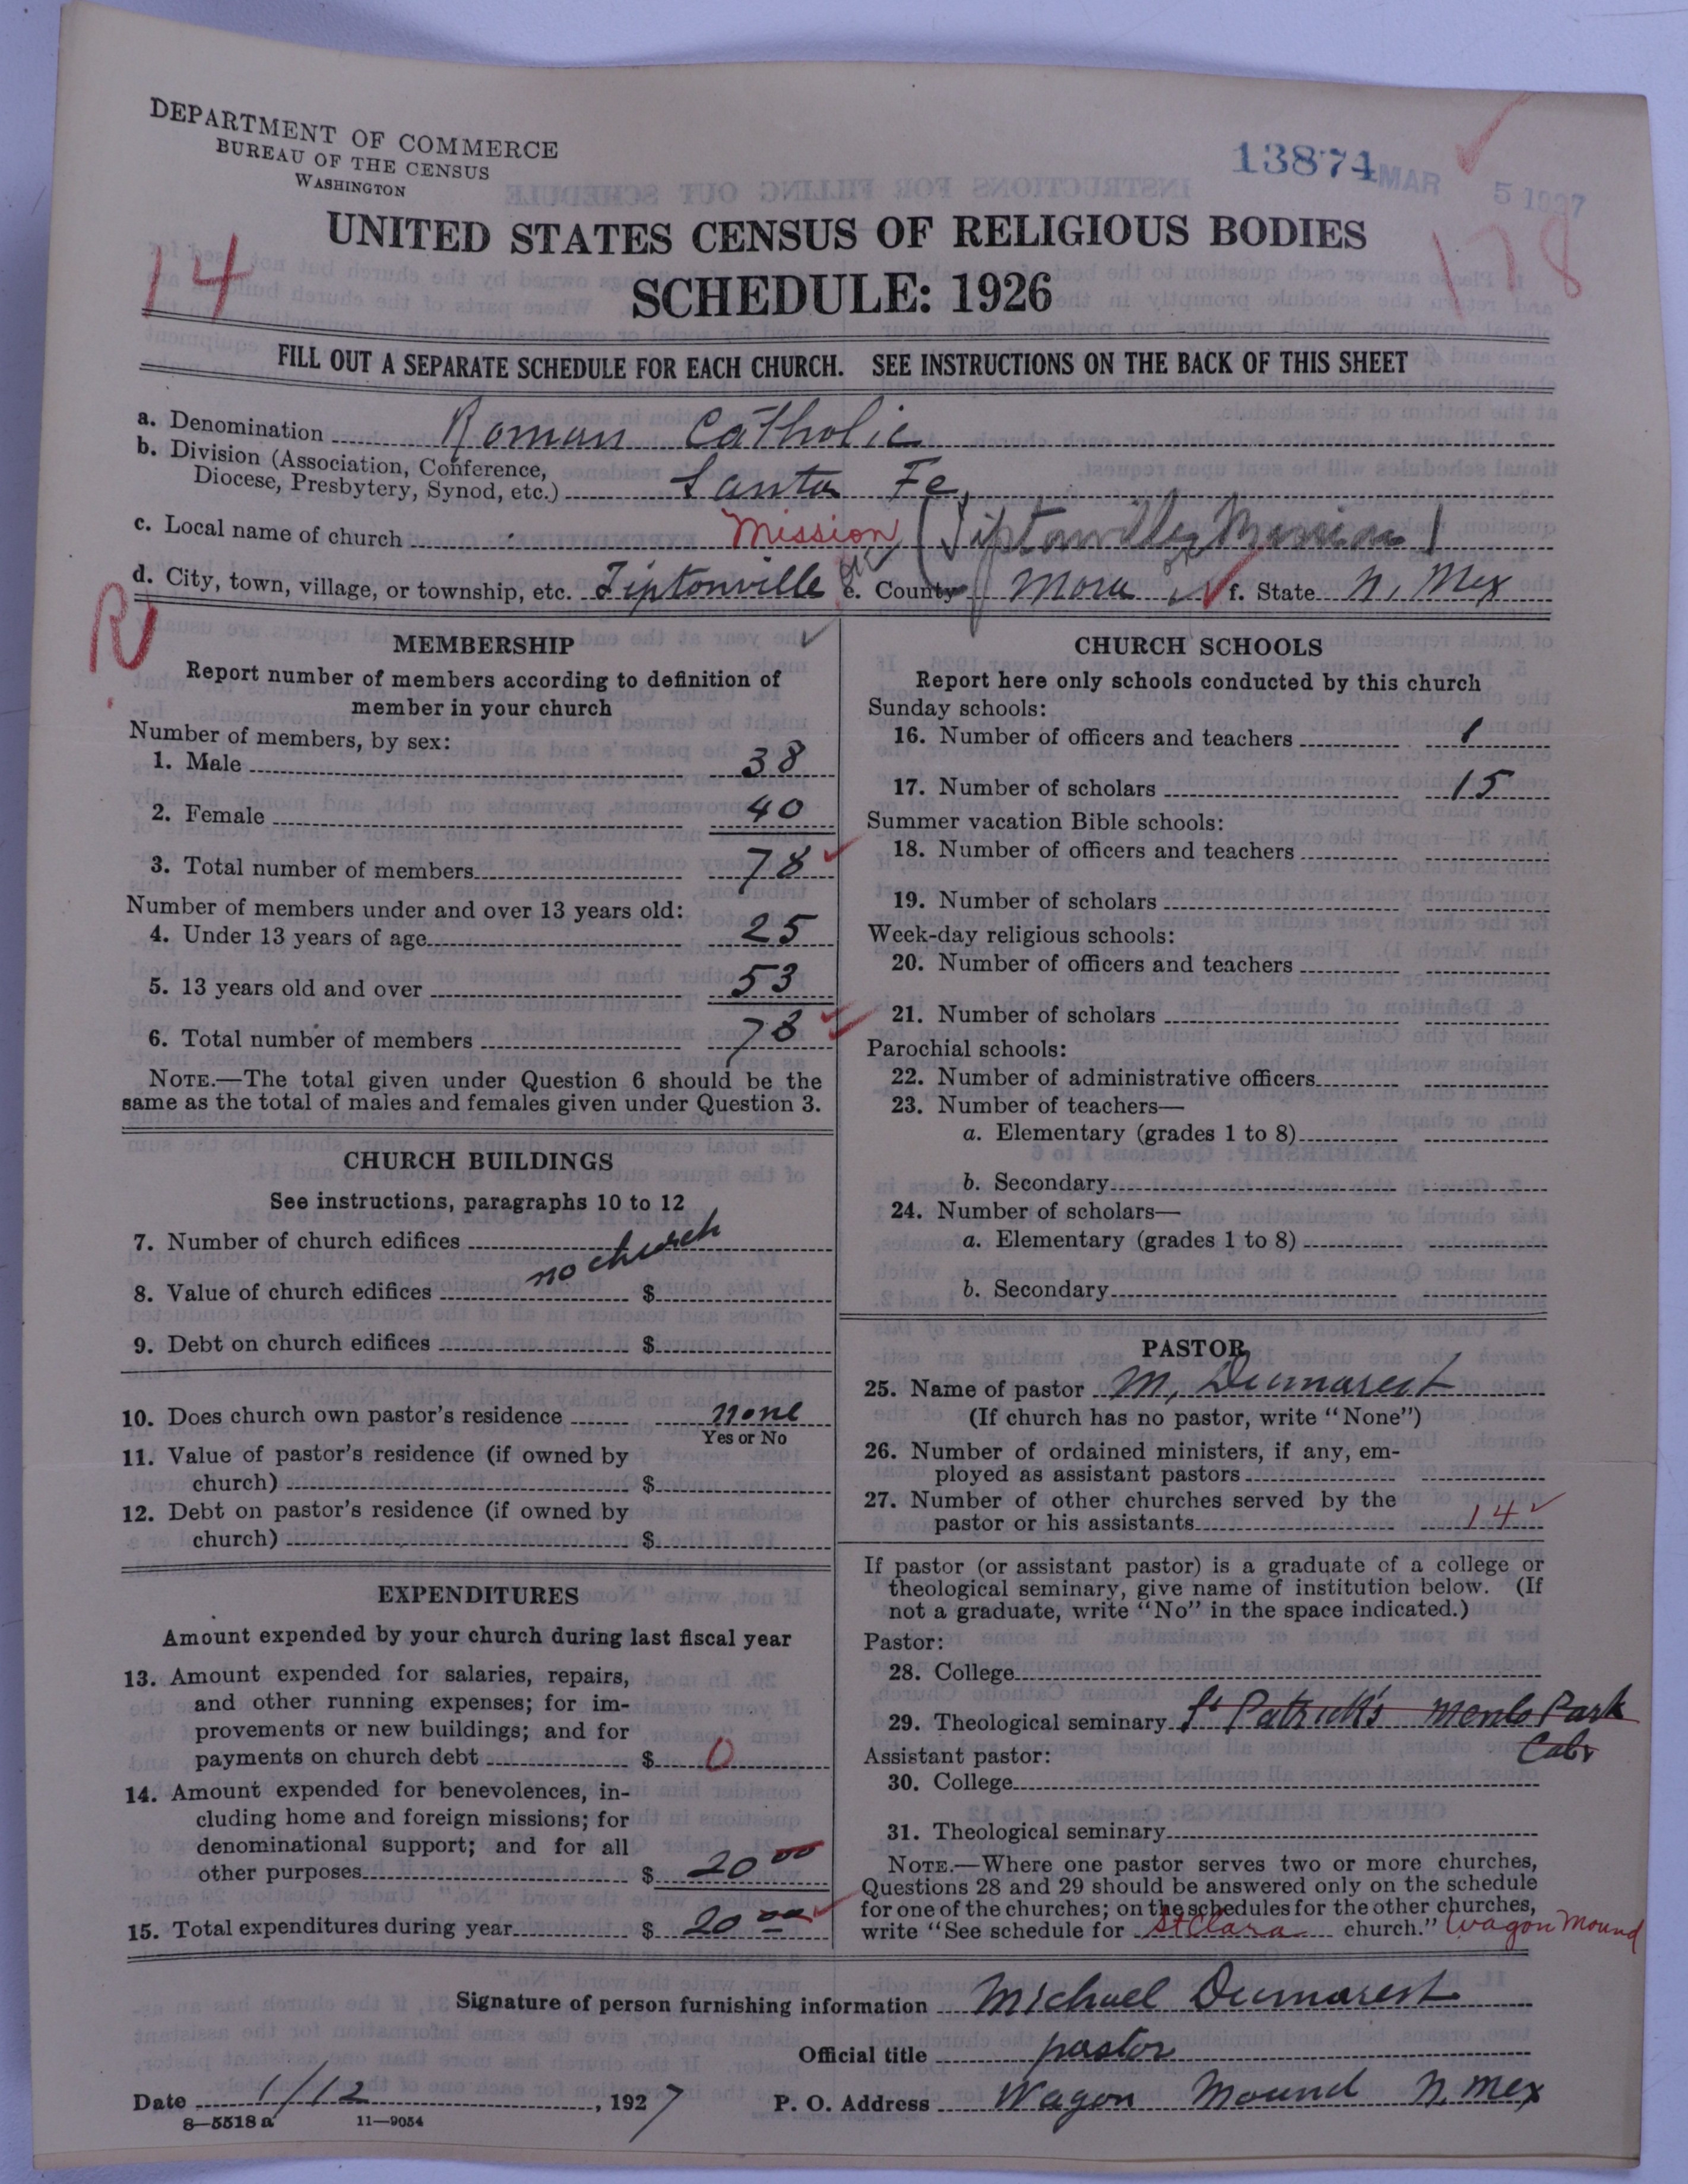 DEPARTMENT OF COMMERCE
BUREAU OF THE CENSUS
WASHINGTON
13874 MAR 5 1927
UNITED STATES CENSUS OF RELIGIOUS BODIES
14
178
SCHEDULE: 1926
FILL OUT A SEPARATE SCHEDULE FOR EACH CHURCH. SEE INSTRUCTIONS ON THE BACK OF THIS SHEET
a. Denomination Roman Catholic
b. Division (Association, Conference,
Diocese, Presbytery, Synod, etc.) Santa Fe,
c. Local name of church Mission (Tiptonville Mission)
d. City, town, village, or township, etc. Tiptonville e. County Mora f. State N. Mex
R
MEMBERSHIP
Report number of members according to definition of
member in your church
Number of members, by sex:
1. Male 38
2. Female 40
3. Total number of members 78
Number of members under and over 13 years old:
4. Under 13 years of age 25
5. 13 years old and over 53
6. Total number of members 78
NOTE.—The total given under Question 6 should be the
same as the total of males and females given under Question 3.
CHURCH BUILDINGS
See instructions, paragraphs 10 to 12
7. Number of church edifices
no church
8. Value of church edifices $
9. Debt on church edifices $
10. Does church own pastor's residence none
Yes or No
11. Value of pastor's residence (if owned by
church) $
12. Debt on pastor's residence (if owned by
church) $
EXPENDITURES
Amount expended by your church during last fiscal year
13. Amount expended for salaries, repairs,
and other running expenses; for im-
provements or new buildings; and for
payments on church debt $ 0
14. Amount expended for benevolences, in-
cluding home and foreign missions; for
denominational support; and for all
other purposes $ 20 00
15. Total expenditures during year $ 20 00
CHURCH SCHOOLS
Report here only schools conducted by this church
Sunday schools:
16. Number of officers and teachers 1
17. Number of scholars 15
Summer vacation Bible schools:
18. Number of officers and teachers
19. Number of scholars
Week-day religious schools:
20. Number of officers and teachers
21. Number of scholars
Parochial schools:
22. Number of administrative officers
23. Number of teachers—
a. Elementary (grades 1 to 8)
b. Secondary
24. Number of scholars—
a. Elementary (grades 1 to 8)
b. Secondary
PASTOR
25. Name of pastor M, Dumarest
(If church has no pastor, write "None")
26. Number of ordained ministers, if any, em-
ployed as assistant pastors
27. Number of other churches served by the
pastor or his assistants 14
If pastor (or assistant pastor) is a graduate of a college or
theological seminary, give name of institution below. (If
not a graduate, write "No" in the space indicated.)
Pastor:
28. College
29. Theological seminary St Patrick's Menlo Park
Cal.
Assistant pastor:
30. College
31. Theological seminary
NOTE.—Where one pastor serves two or more churches,
Questions 28 and 29 should be answered only on the schedule
for one of the churches; on the schedules for the other churches,
write "See schedule for St Clara church." Wagon Mound
Signature of person furnishing information Michael Dumarest
Official title pastor
Date 1/12, 1927 P. O. Address Wagon Mound N. Mex
8—5518 a 11—9054